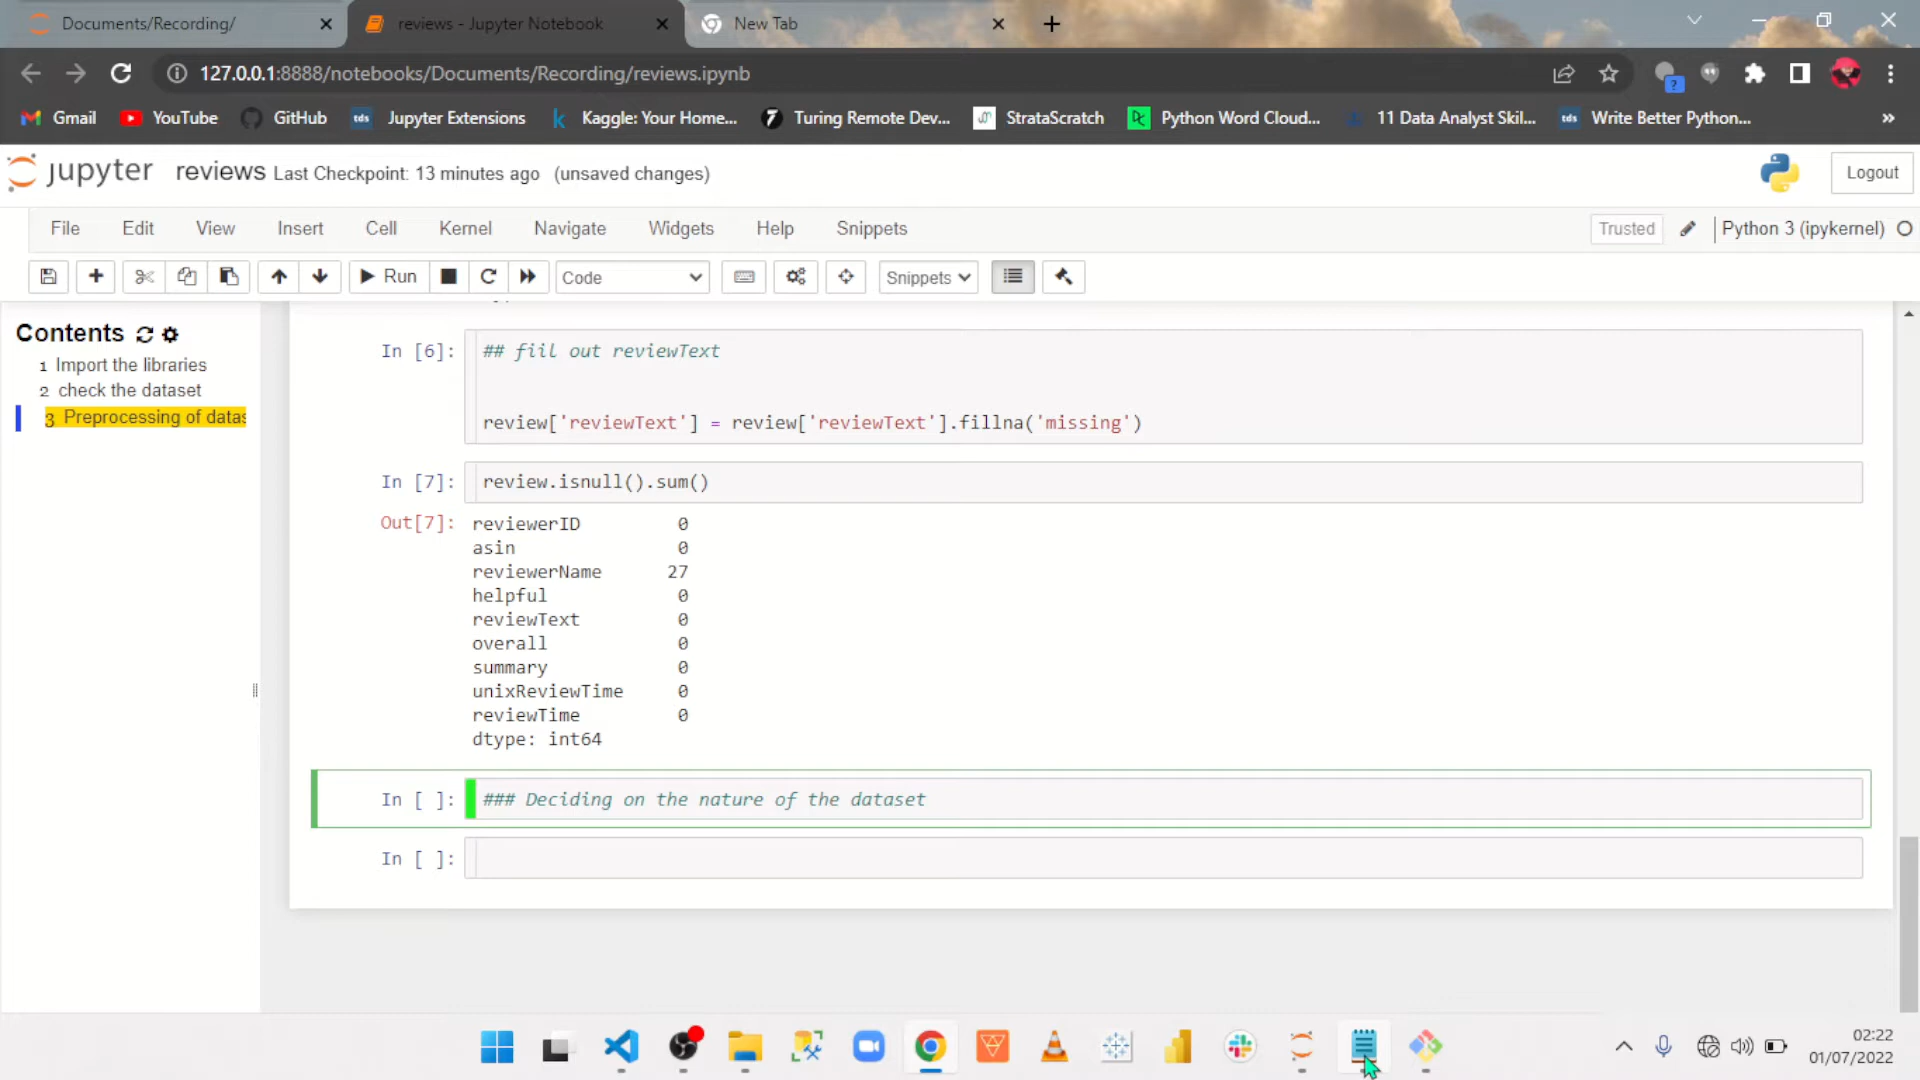 Documents/Recording/
reviews - Jupyter Notebook
New Tab
127.0.0.1:8888/notebooks/Documents/Recording/reviews.ipynb
Gmail
YouTube
GitHub
tds Jupyter Extensions
k Kaggle: Your Home...
Turing Remote Dev...
StrataScratch
DC Python Word Cloud...
11 Data Analyst Skil...
tds Write Better Python...
»
jupyter reviews Last Checkpoint: 13 minutes ago (unsaved changes)
Logout
File Edit View Insert Cell Kernel Navigate Widgets Help Snippets
Trusted
Python 3 (ipykernel)
Run
Code
Snippets
Contents
1 Import the libraries
2 check the dataset
3 Preprocessing of datas
In [6]: ## fiil out reviewText
review['reviewText'] = review['reviewText'].fillna('missing')
In [7]: review.isnull().sum()
Out[7]: reviewerID 0
asin 0
reviewerName 27
helpful 0
reviewText 0
overall 0
summary 0
unixReviewTime 0
reviewTime 0
dtype: int64
In [ ]: ### Deciding on the nature of the dataset
In [ ]:
02:22
01/07/2022